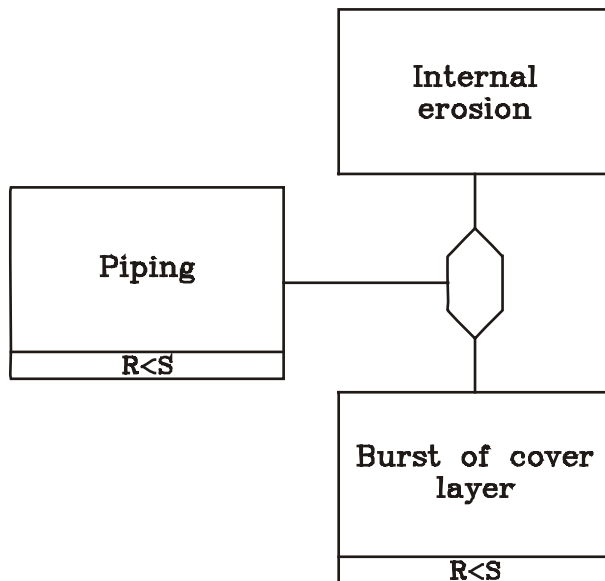 Internal
erosion
Piping
R<S
Burst of cover
layer
R<S